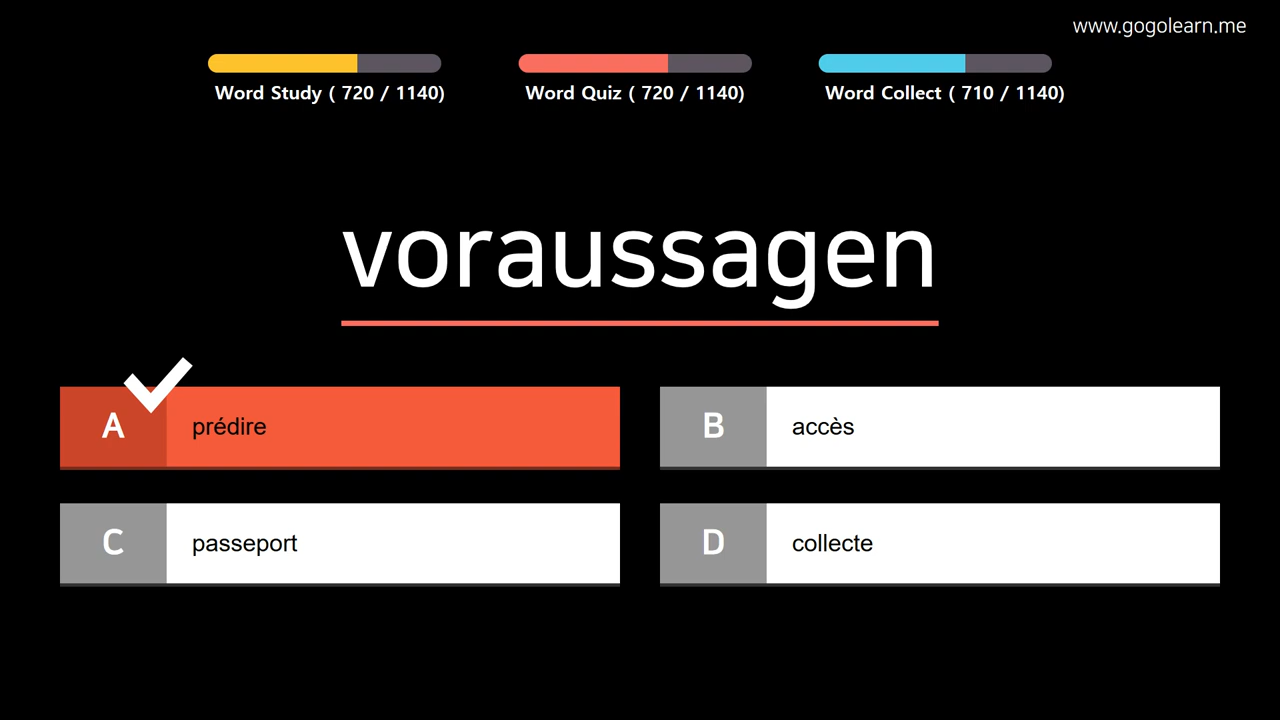 www.gogolearn.me
Word Study ( 720 / 1140)
Word Quiz ( 720 / 1140)
Word Collect ( 710 / 1140)
voraussagen
A prédire
B accès
C passeport
D collecte